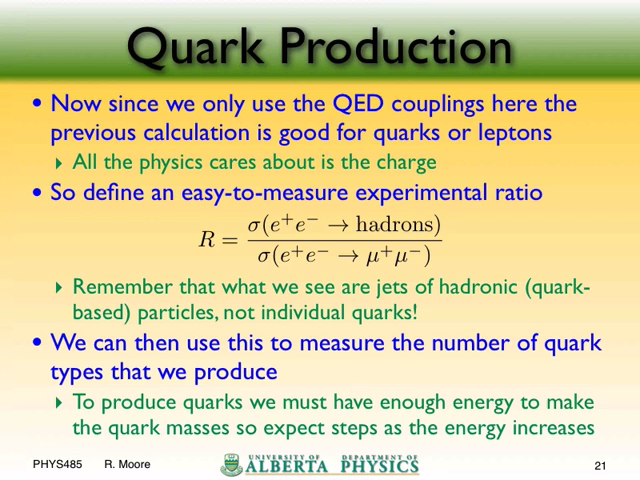 Quark Production
• Now since we only use the QED couplings here the
previous calculation is good for quarks or leptons
▸ All the physics cares about is the charge
• So define an easy-to-measure experimental ratio
R = σ(e⁺e⁻ → hadrons) / σ(e⁺e⁻ → μ⁺μ⁻)
▸ Remember that what we see are jets of hadronic (quark-
based) particles, not individual quarks!
• We can then use this to measure the number of quark
types that we produce
▸ To produce quarks we must have enough energy to make
the quark masses so expect steps as the energy increases
PHYS485 R. Moore
UNIVERSITY OF DEPARTMENT OF
ALBERTA PHYSICS
21